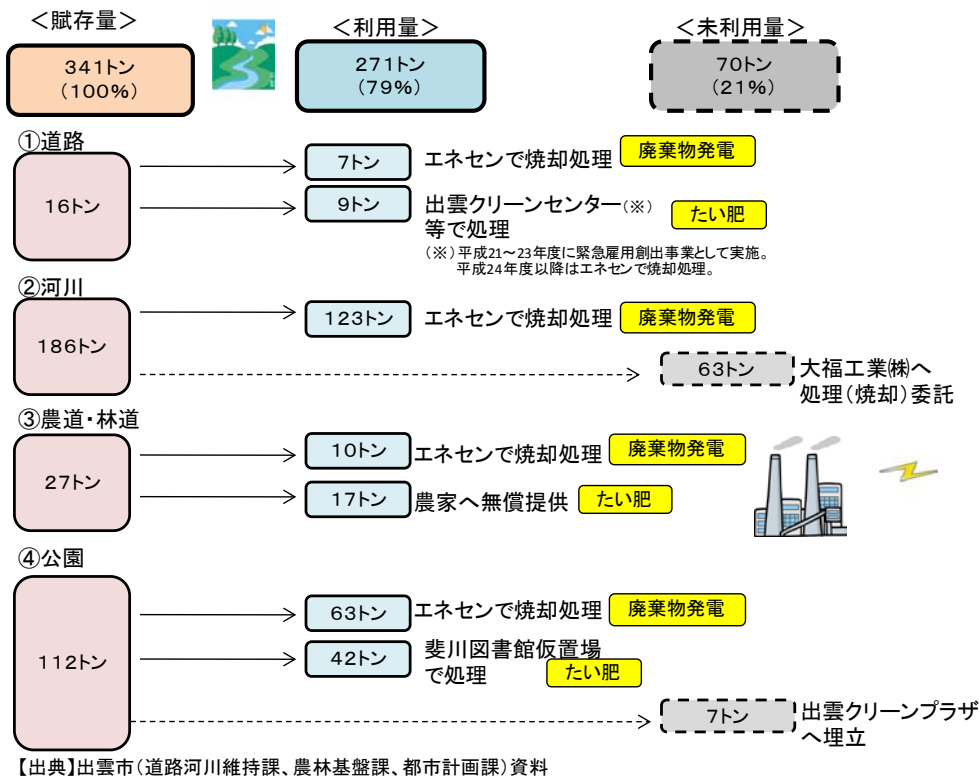 ＜賦存量＞
341トン
（100％）
＜利用量＞
271トン
（79％）
＜未利用量＞
70トン
（21％）
①道路
16トン
7トン
エネセンで焼却処理
廃棄物発電
9トン
出雲クリーンセンター（※）
等で処理
たい肥
（※）平成21～23年度に緊急雇用創出事業として実施。
平成24年度以降はエネセンで焼却処理。
②河川
186トン
123トン
エネセンで焼却処理
廃棄物発電
63トン
大福工業㈱へ
処理（焼却）委託
③農道・林道
27トン
10トン
エネセンで焼却処理
廃棄物発電
17トン
農家へ無償提供
たい肥
④公園
112トン
63トン
エネセンで焼却処理
廃棄物発電
42トン
斐川図書館仮置場
で処理
たい肥
7トン
出雲クリーンプラザ
へ埋立
【出典】出雲市（道路河川維持課、農林基盤課、都市計画課）資料